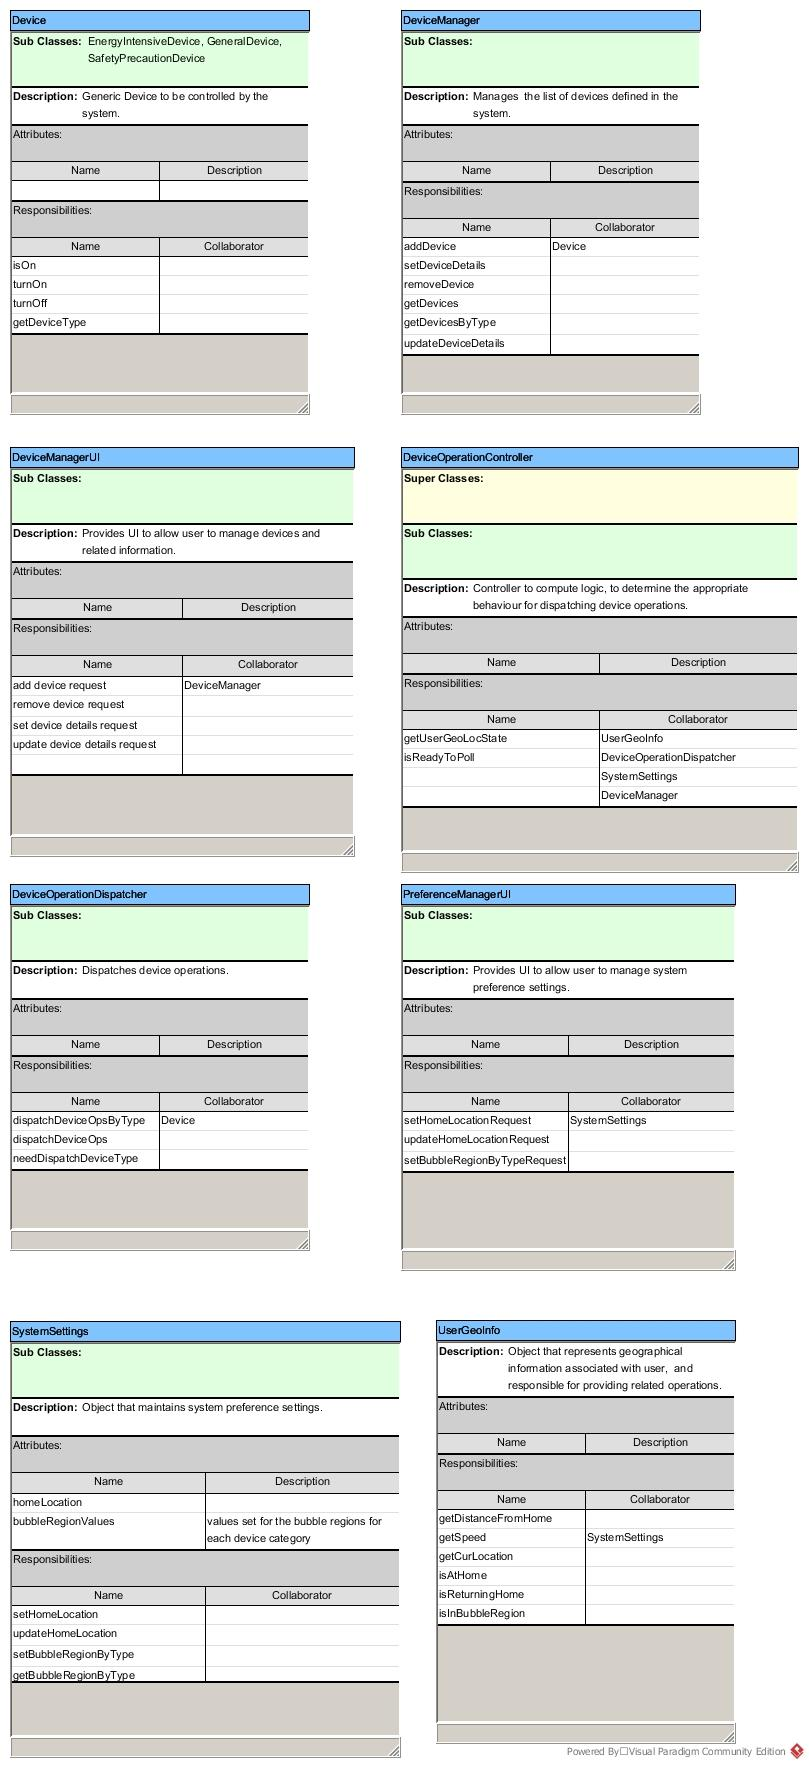 Device
Sub Classes: EnergyIntensiveDevice, GeneralDevice,
SafetyPrecautionDevice
Description: Generic Device to be controlled by the
system.
Attributes:
Name Description
Responsibilities:
Name Collaborator
isOn
turnOn
turnOff
getDeviceType
DeviceManager
Sub Classes:
Description: Manages the list of devices defined in the
system.
Attributes:
Name Description
Responsibilities:
Name Collaborator
addDevice Device
setDeviceDetails
removeDevice
getDevices
getDevicesByType
updateDeviceDetails
DeviceManagerUI
Sub Classes:
Description: Provides UI to allow user to manage devices and
related information.
Attributes:
Name Description
Responsibilities:
Name Collaborator
add device request DeviceManager
remove device request
set device details request
update device details request
DeviceOperationController
Super Classes:
Sub Classes:
Description: Controller to compute logic, to determine the appropriate
behaviour for dispatching device operations.
Attributes:
Name Description
Responsibilities:
Name Collaborator
getUserGeoLocState UserGeoInfo
isReadyToPoll DeviceOperationDispatcher
SystemSettings
DeviceManager
DeviceOperationDispatcher
Sub Classes:
Description: Dispatches device operations.
Attributes:
Name Description
Responsibilities:
Name Collaborator
dispatchDeviceOpsByType Device
dispatchDeviceOps
needDispatchDeviceType
PreferenceManagerUI
Sub Classes:
Description: Provides UI to allow user to manage system
preference settings.
Attributes:
Name Description
Responsibilities:
Name Collaborator
setHomeLocationRequest SystemSettings
updateHomeLocationRequest
setBubbleRegionByTypeRequest
SystemSettings
Sub Classes:
Description: Object that maintains system preference settings.
Attributes:
Name Description
homeLocation
bubbleRegionValues values set for the bubble regions for
each device category
Responsibilities:
Name Collaborator
setHomeLocation
updateHomeLocation
setBubbleRegionByType
getBubbleRegionByType
UserGeoInfo
Description: Object that represents geographical
information associated with user, and
responsible for providing related operations.
Attributes:
Name Description
Responsibilities:
Name Collaborator
getDistanceFromHome
getSpeed SystemSettings
getCurLocation
isAtHome
isReturningHome
isInBubbleRegion
Powered By□Visual Paradigm Community Edition